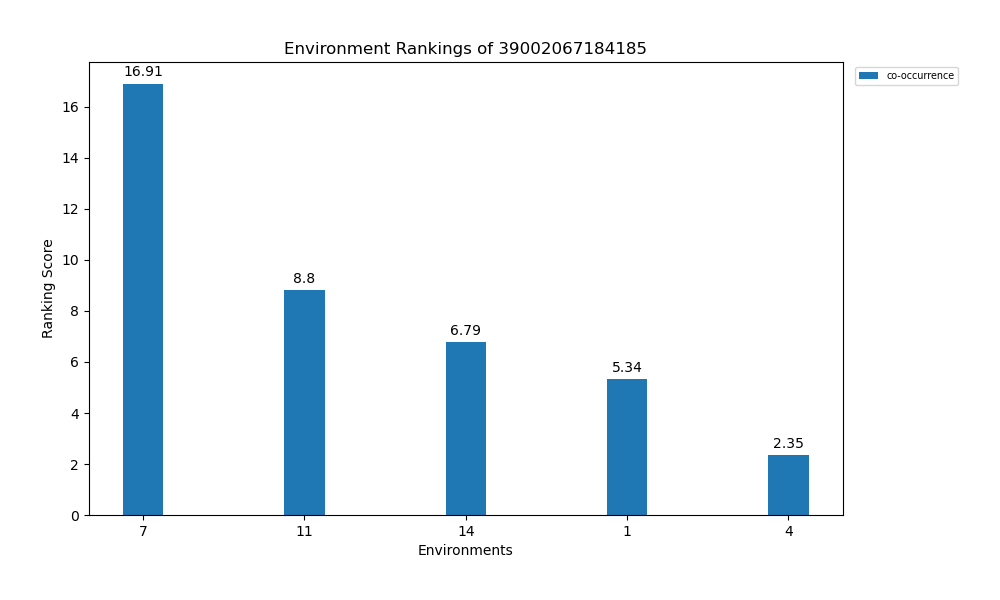 Environment Rankings of 39002067184185
co-occurrence
16.91
8.8
6.79
5.34
2.35
Ranking Score
16
14
12
10
8
6
4
2
0
7 11 14 1 4
Environments